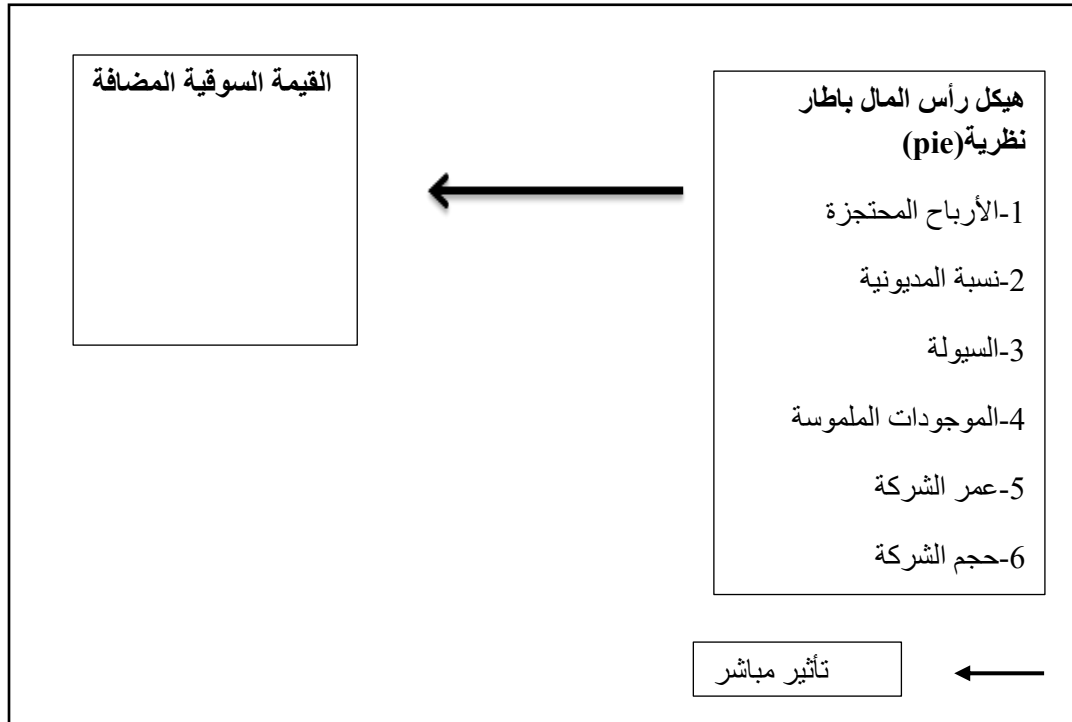 هيكل رأس المال باطار
نظرية(pie)
1-الأرباح المحتجزة
2-نسبة المديونية
3-السيولة
4-الموجودات الملموسة
5-عمر الشركة
6-حجم الشركة
القيمة السوقية المضافة
تأثير مباشر